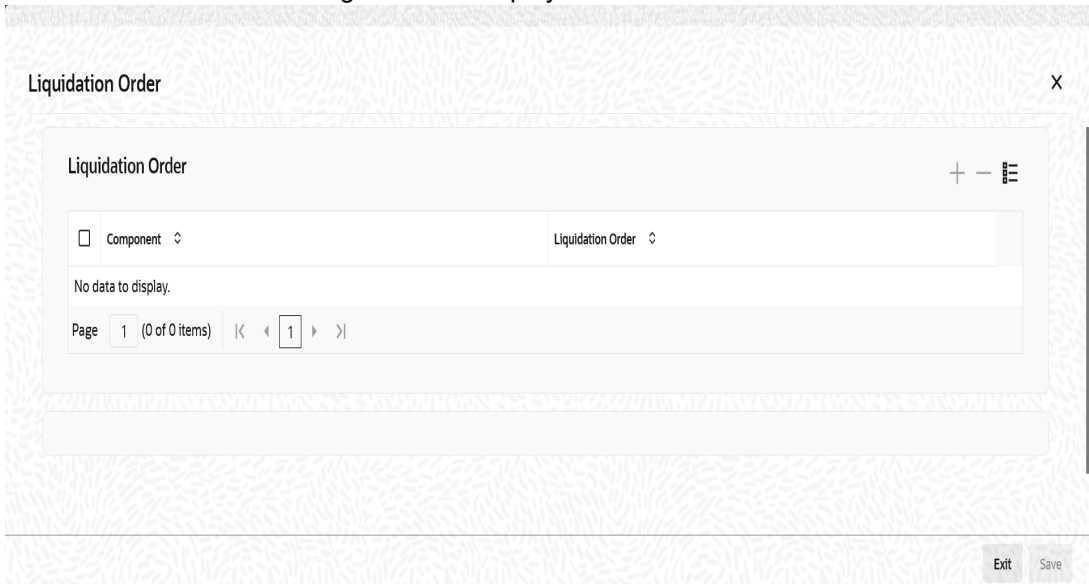 Liquidation Order X
Liquidation Order
Component Liquidation Order
No data to display.
Page 1 (0 of 0 items) 1
Exit Save